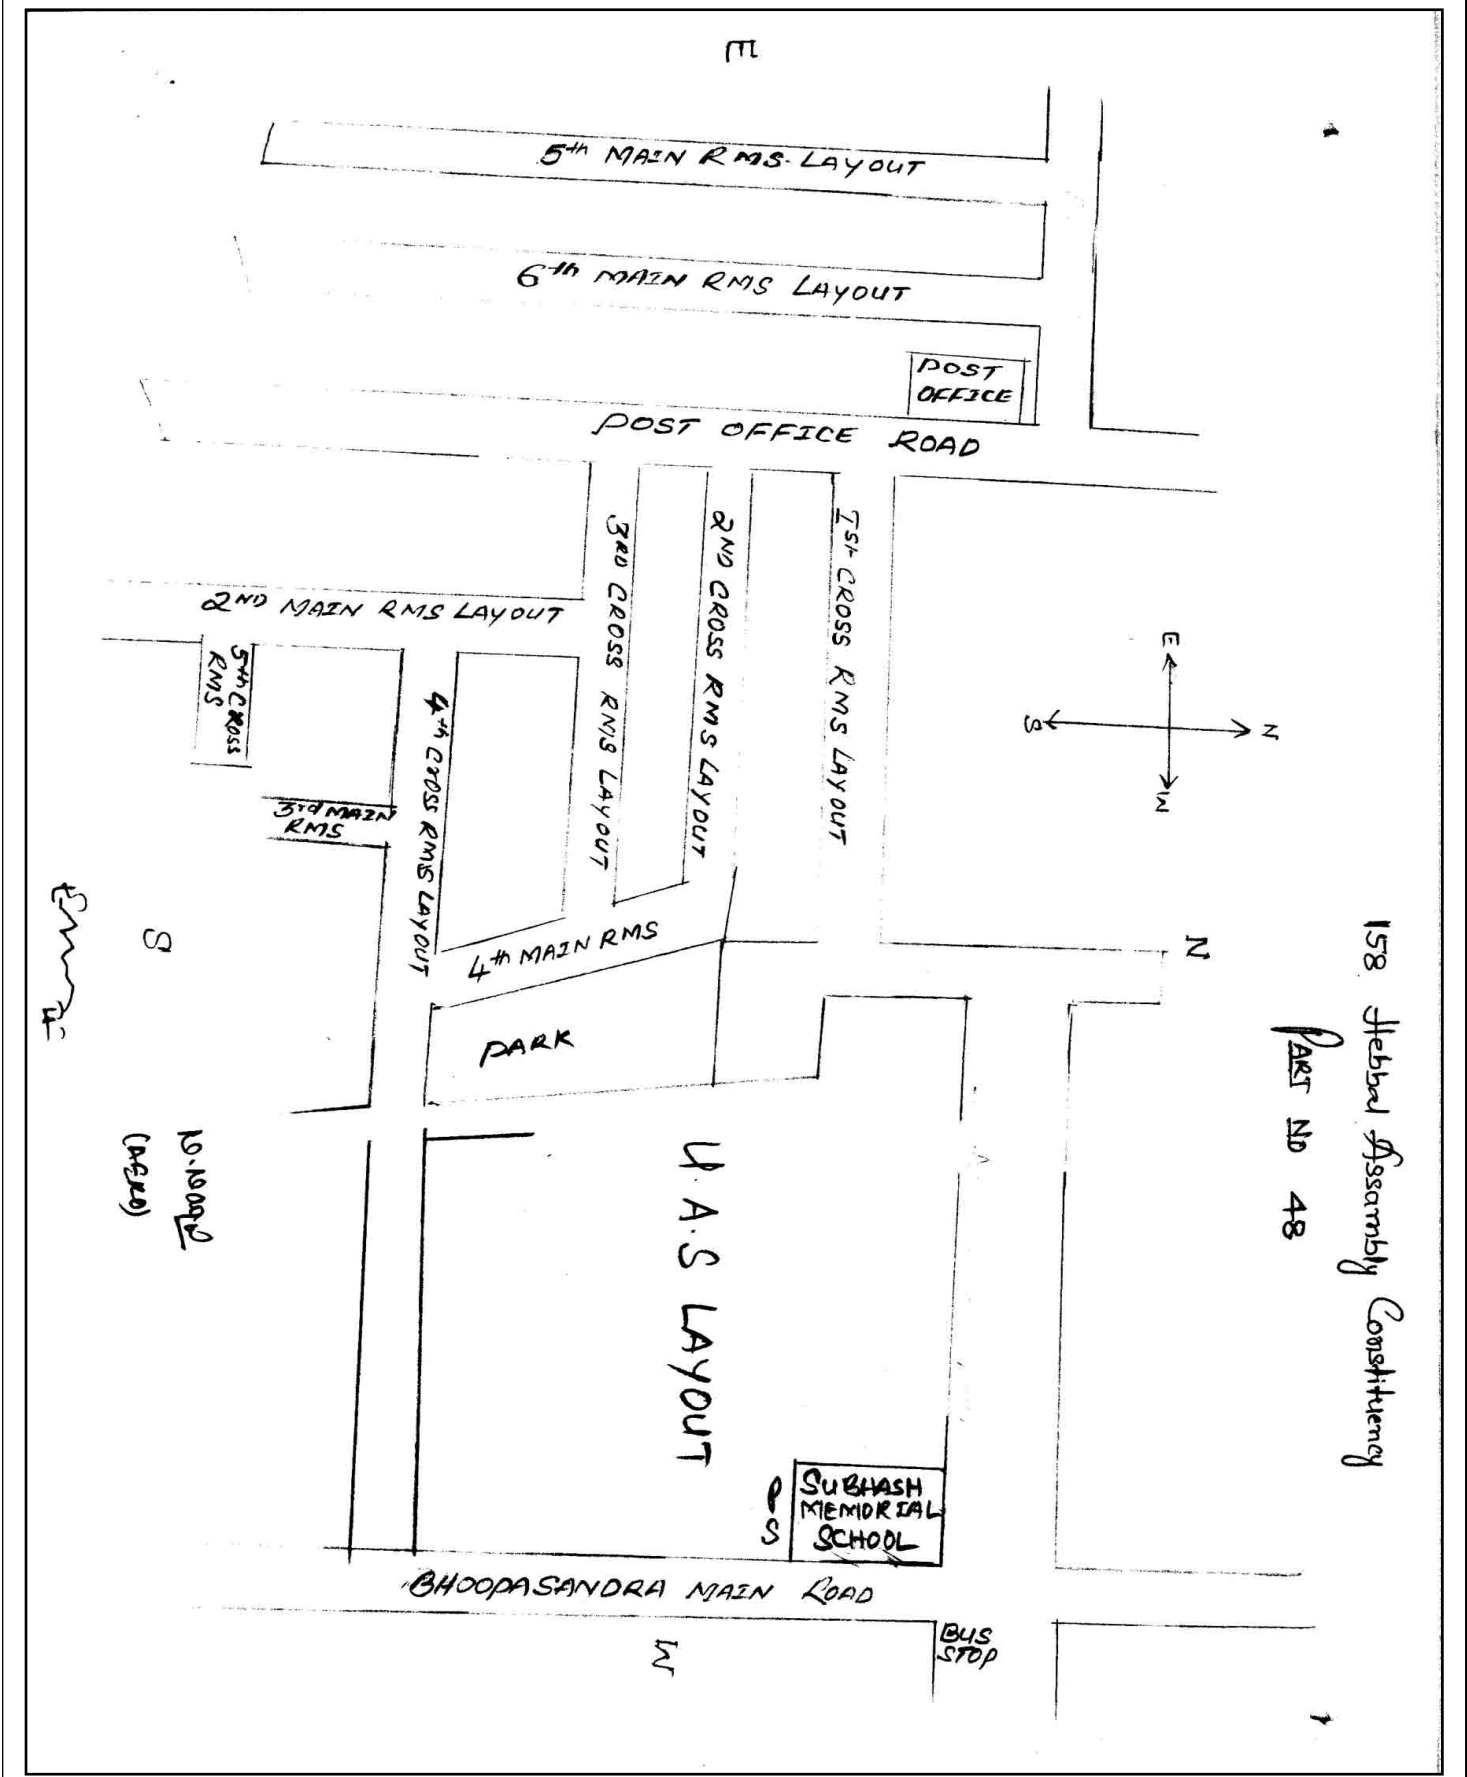 E
5th MAIN RMS LAYOUT
6th MAIN RMS LAYOUT
POST
OFFICE
POST OFFICE ROAD
3RD CROSS RMS LAYOUT
2ND CROSS RMS LAYOUT
Ist CROSS RMS LAYOUT
2ND MAIN RMS LAYOUT
5th CROSS
RMS
4th CROSS RMS LAYOUT
3rd MAIN
RMS
E
S
N
W
4th MAIN RMS
PARK
N
S
158 Hebbal Assambly Constituency
PART NO 48
U.A.S LAYOUT
(AERO)
P
S
SUBHASH
MEMORIAL
SCHOOL
BHOOPASANDRA MAIN ROAD
BUS
STOP
W